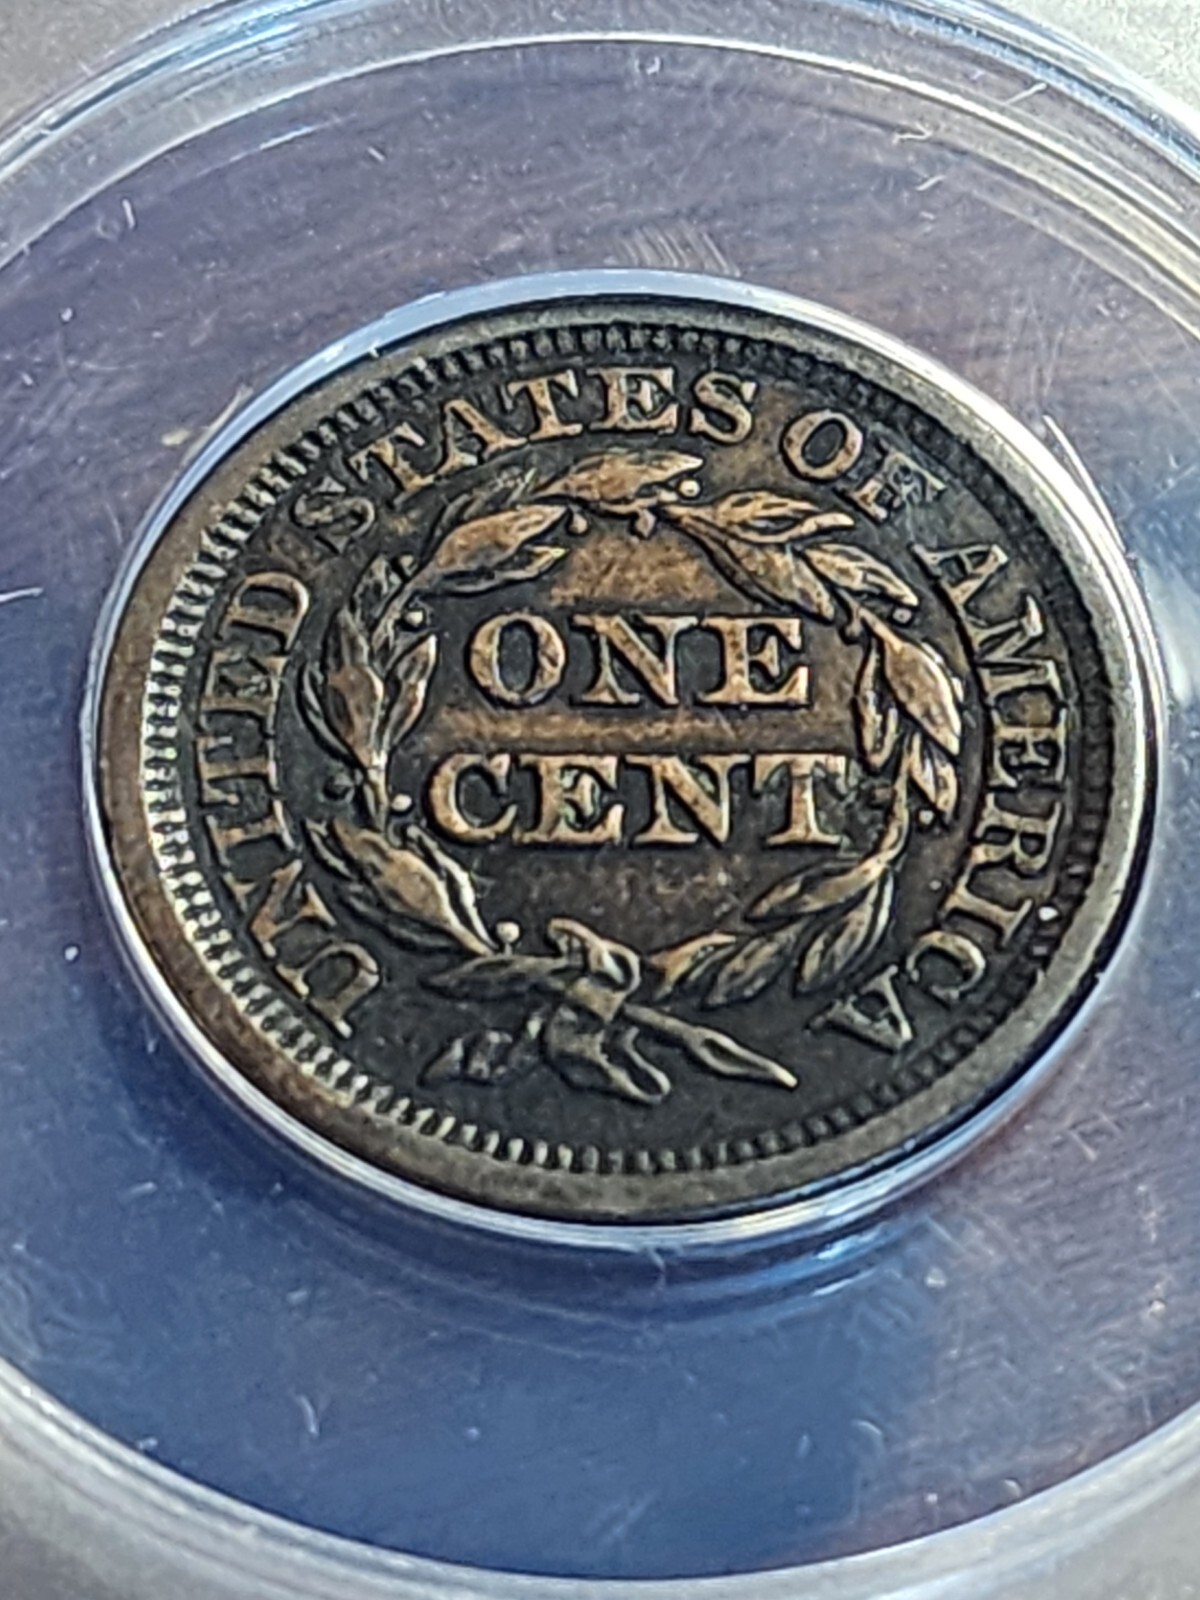 UNITED STATES OF AMERICA
ONE
CENT